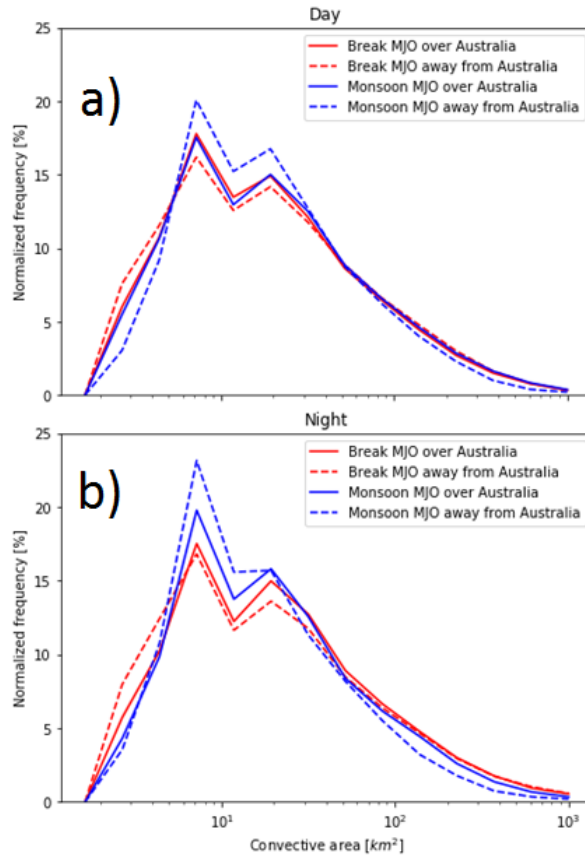 Day
25
20
15
10
5
0
Normalized frequency [%]
a)
Break MJO over Australia
Break MJO away from Australia
Monsoon MJO over Australia
Monsoon MJO away from Australia
Night
25
20
15
10
5
0
Normalized frequency [%]
b)
Break MJO over Australia
Break MJO away from Australia
Monsoon MJO over Australia
Monsoon MJO away from Australia
10¹ 10² 10³
Convective area [km²]